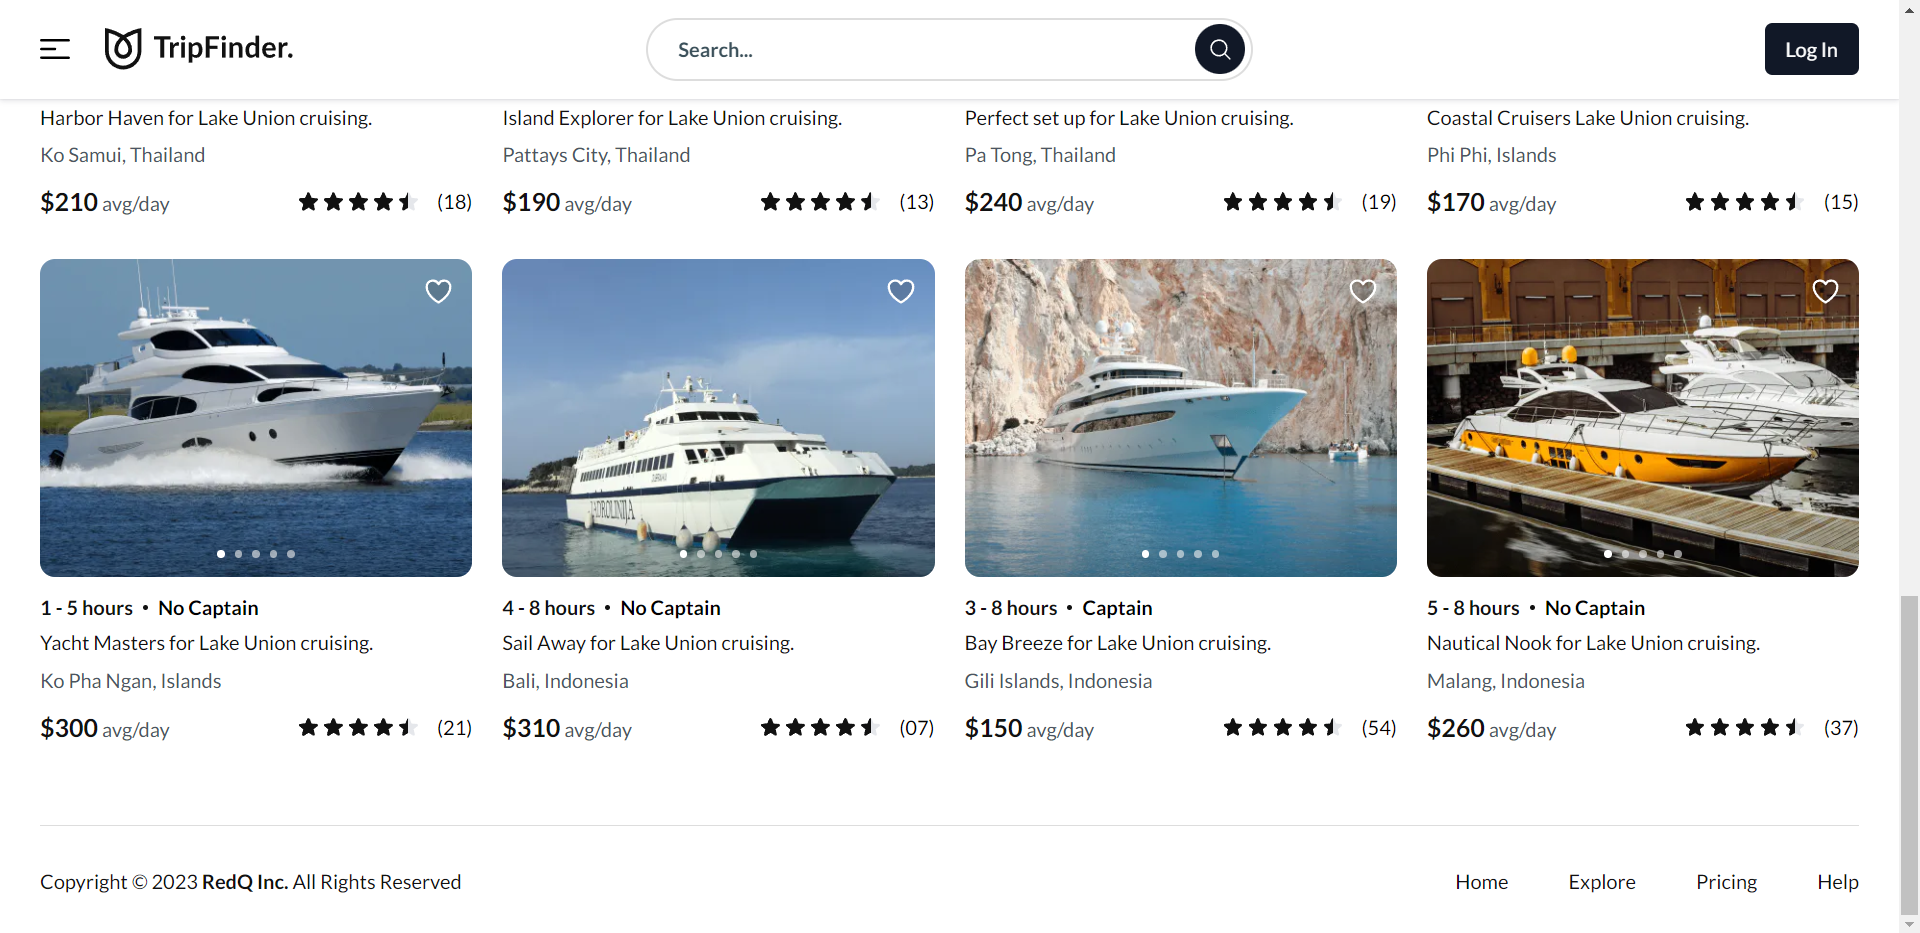 TripFinder.
Search...
Log In
Harbor Haven for Lake Union cruising.
Ko Samui, Thailand
$210 avg/day (18)
Island Explorer for Lake Union cruising.
Pattays City, Thailand
$190 avg/day (13)
Perfect set up for Lake Union cruising.
Pa Tong, Thailand
$240 avg/day (19)
Coastal Cruisers Lake Union cruising.
Phi Phi, Islands
$170 avg/day (15)
1 - 5 hours • No Captain
Yacht Masters for Lake Union cruising.
Ko Pha Ngan, Islands
$300 avg/day (21)
JADROLINIJA
4 - 8 hours • No Captain
Sail Away for Lake Union cruising.
Bali, Indonesia
$310 avg/day (07)
3 - 8 hours • Captain
Bay Breeze for Lake Union cruising.
Gili Islands, Indonesia
$150 avg/day (54)
5 - 8 hours • No Captain
Nautical Nook for Lake Union cruising.
Malang, Indonesia
$260 avg/day (37)
Copyright © 2023 RedQ Inc. All Rights Reserved
Home Explore Pricing Help